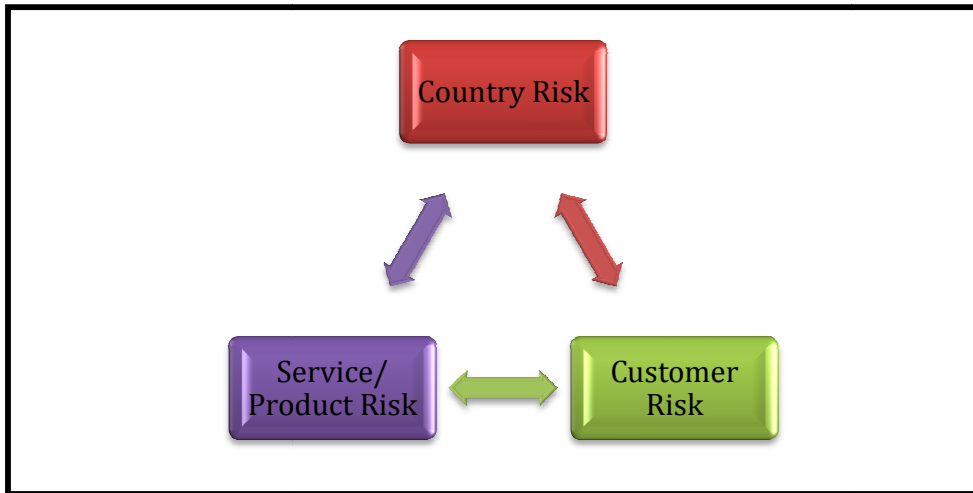 Country Risk
Service/
Product Risk
Customer
Risk